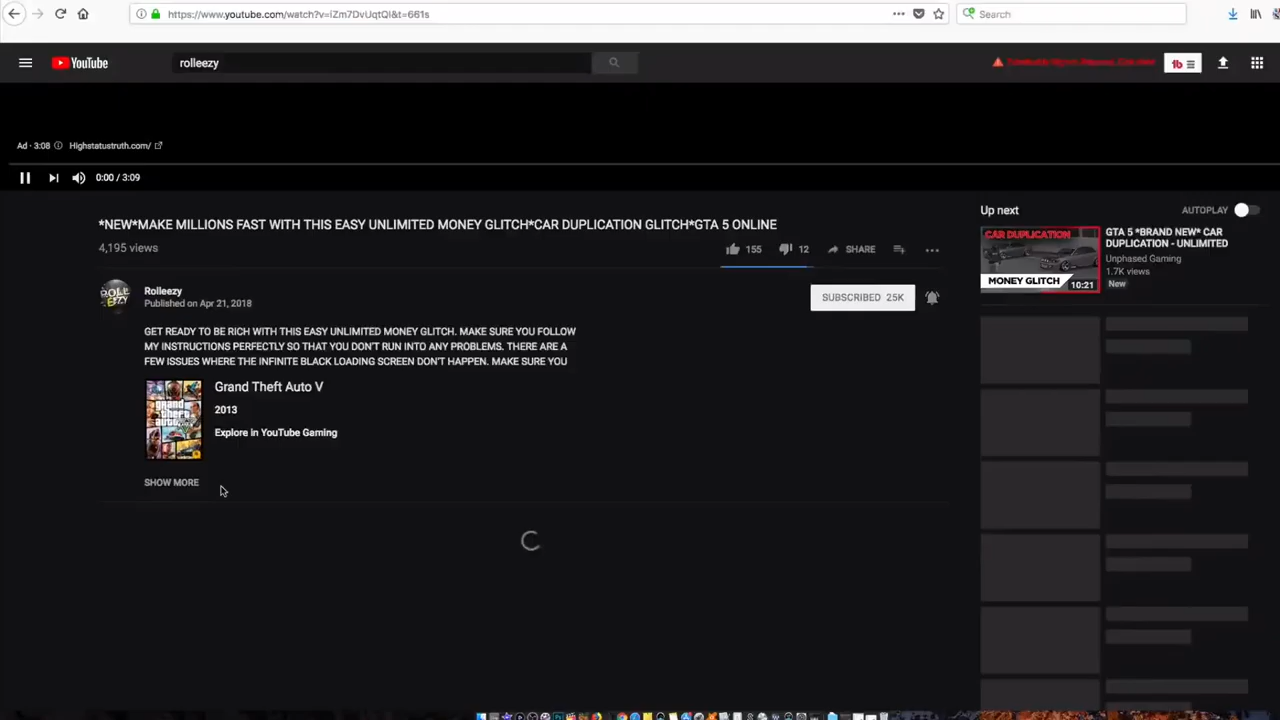 https://www.youtube.com/watch?v=iZm7DvUqtQI&t=661s
Search
YouTube
rolleezy
Ad · 3:08 Highstatustruth.com/
0:00 / 3:09
*NEW*MAKE MILLIONS FAST WITH THIS EASY UNLIMITED MONEY GLITCH*CAR DUPLICATION GLITCH*GTA 5 ONLINE
4,195 views
155 12 SHARE
Rolleezy
Published on Apr 21, 2018
SUBSCRIBED 25K
GET READY TO BE RICH WITH THIS EASY UNLIMITED MONEY GLITCH. MAKE SURE YOU FOLLOW
MY INSTRUCTIONS PERFECTLY SO THAT YOU DON'T RUN INTO ANY PROBLEMS. THERE ARE A
FEW ISSUES WHERE THE INFINITE BLACK LOADING SCREEN DON'T HAPPEN. MAKE SURE YOU
Grand Theft Auto V
2013
Explore in YouTube Gaming
SHOW MORE
Up next
AUTOPLAY
CAR DUPLICATION
MONEY GLITCH
10:21
GTA 5 *BRAND NEW* CAR
DUPLICATION - UNLIMITED
Unphased Gaming
1.7K views
New